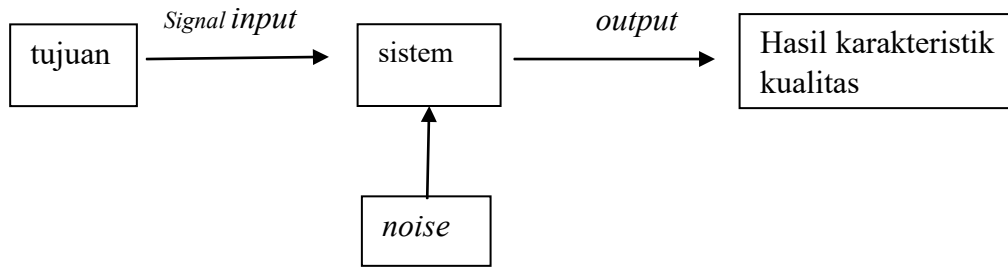 Signal input
output
tujuan
sistem
Hasil karakteristik
kualitas
noise